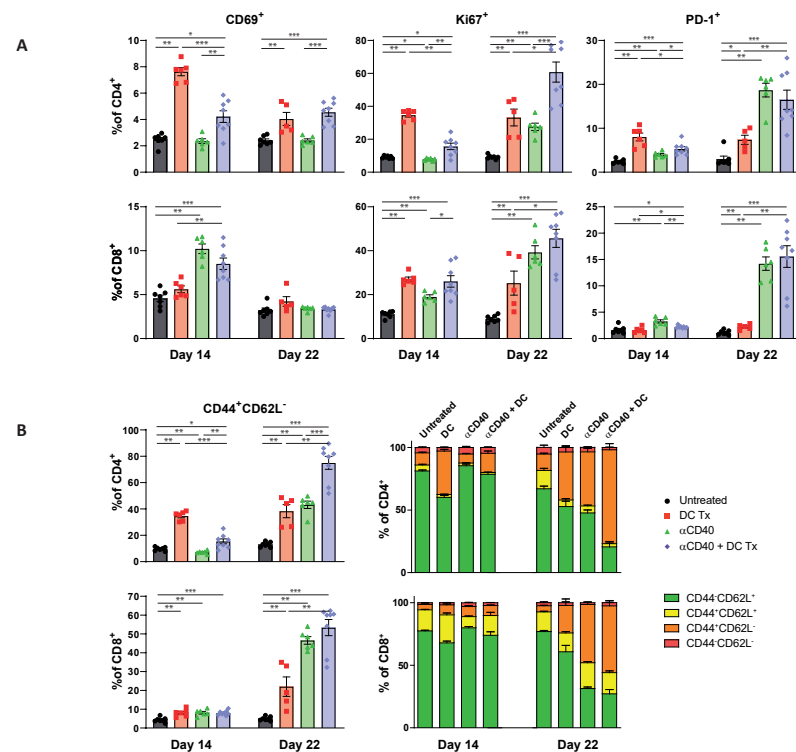 A
CD69⁺
Ki67⁺
PD-1⁺
%of CD4⁺
8
6
4
2
0
*
**
***
**
**
***
**
***
80
60
40
20
0
*
*
**
**
**
***
**
***
**
*
30
20
10
0
***
***
*
**
*
***
**
*
**
%of CD8⁺
15
10
5
0
***
**
**
60
40
20
0
***
**
**
*
***
**
*
**
25
20
15
10
5
0
*
*
**
**
***
**
**
**
Day 14
Day 22
Day 14
Day 22
Day 14
Day 22
B
CD44⁺CD62L⁻
%of CD4⁺
100
80
60
40
20
0
*
**
**
**
***
***
**
***
**
**
Untreated
DC
αCD40
αCD40 + DC
Untreated
DC
αCD40
αCD40 + DC
% of CD4⁺
100
50
0
Untreated
DC Tx
αCD40
αCD40 + DC Tx
%of CD8⁺
70
60
50
40
30
20
10
0
***
**
**
***
**
**
**
% of CD8⁺
100
50
0
CD44⁻CD62L⁺
CD44⁺CD62L⁺
CD44⁺CD62L⁻
CD44⁻CD62L⁻
Day 14
Day 22
Day 14
Day 22